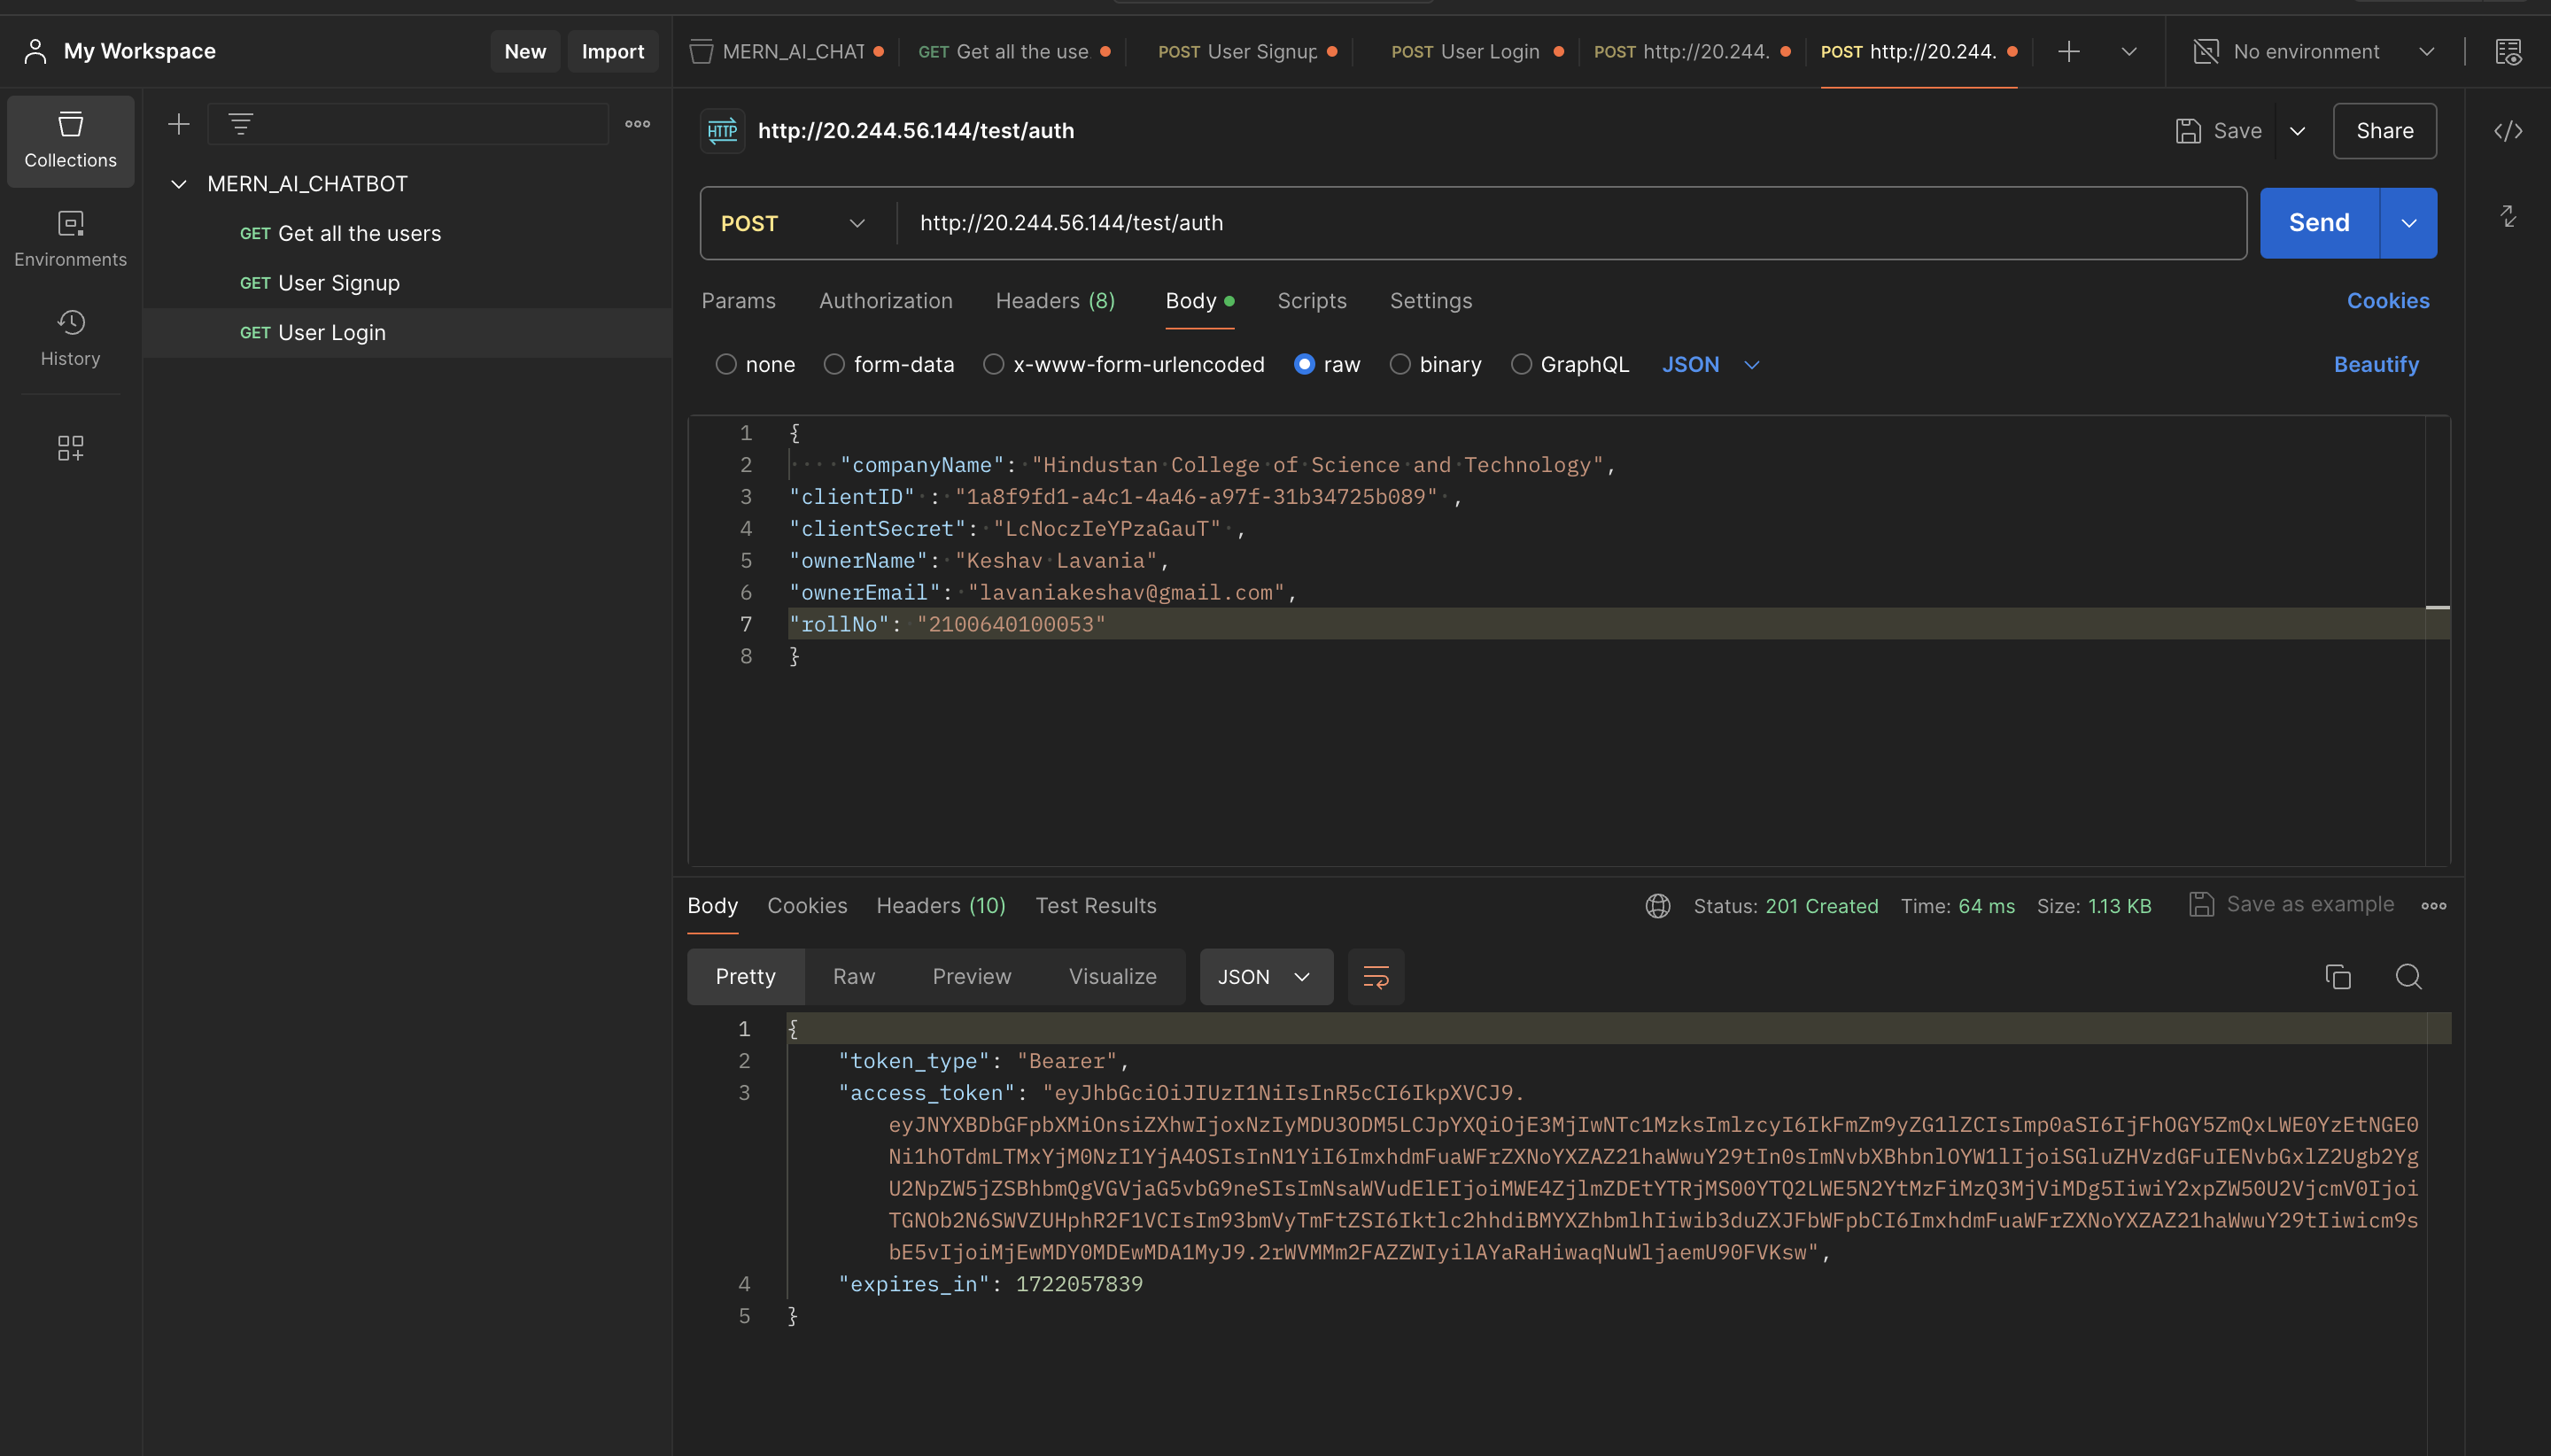 My Workspace
New
Import
MERN_AI_CHAT
GET Get all the use
POST User Signup
POST User Login
POST http://20.244.
POST http://20.244.
No environment
Collections
Environments
History
MERN_AI_CHATBOT
GET Get all the users
GET User Signup
GET User Login
HTTP http://20.244.56.144/test/auth
Save
Share
POST http://20.244.56.144/test/auth
Send
Params Authorization Headers (8) Body Scripts Settings Cookies
none form-data x-www-form-urlencoded raw binary GraphQL JSON Beautify
1 {
2 "companyName": "Hindustan College of Science and Technology",
3 "clientID" : "1a8f9fd1-a4c1-4a46-a97f-31b34725b089" ,
4 "clientSecret": "LcNoczIeYPzaGauT" ,
5 "ownerName": "Keshav Lavania",
6 "ownerEmail": "lavaniakeshav@gmail.com",
7 "rollNo": "2100640100053"
8 }
Body Cookies Headers (10) Test Results Status: 201 Created Time: 64 ms Size: 1.13 KB Save as example
Pretty Raw Preview Visualize JSON
1 {
2 "token_type": "Bearer",
3 "access_token": "eyJhbGciOiJIUzI1NiIsInR5cCI6IkpXVCJ9.
eyJNYXBDbGFpbXMiOnsiZXhwIjoxNzIyMDU3ODM5LCJpYXQiOjE3MjIwNTc1MzksImlzcyI6IkFmZm9yZG1lZCIsImp0aSI6IjFhOGY5ZmQxLWE0YzEtNGE0
Ni1hOTdmLTMxYjM0NzI1YjA4OSIsInN1YiI6ImxhdmFuaWFrZXNoYXZAZ21haWwuY29tIn0sImNvbXBhbnlOYW1lIjoiSGluZHVzdGFuIENvbGxlZ2Ugb2Yg
U2NpZW5jZSBhbmQgVGVjaG5vbG9neSIsImNsaWVudElEIjoiMWE4ZjlmZDEtYTRjMS00YTQ2LWE5N2YtMzFiMzQ3MjViMDg5IiwiY2xpZW50U2VjcmV0Ijoi
TGNOb2N6SWVZUHphR2F1VCIsIm93bmVyTmFtZSI6Iktlc2hhdiBMYXZhbmlhIiwib3duZXJFbWFpbCI6ImxhdmFuaWFrZXNoYXZAZ21haWwuY29tIiwicm9s
bE5vIjoiMjEwMDY0MDEwMDA1MyJ9.2rWVMMm2FAZZWIyilAYaRaHiwaqNuWljaemU90FVKsw",
4 "expires_in": 1722057839
5 }